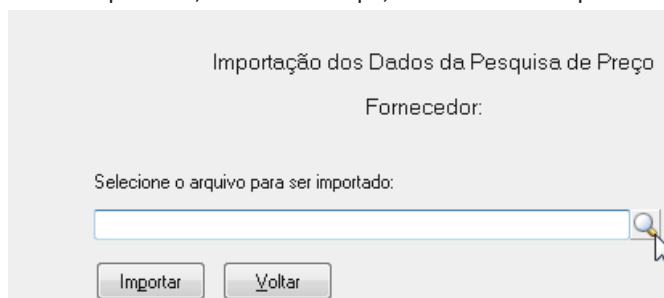 Importação dos Dados da Pesquisa de Preço
Fornecedor:
Selecione o arquivo para ser importado:
Importar Voltar